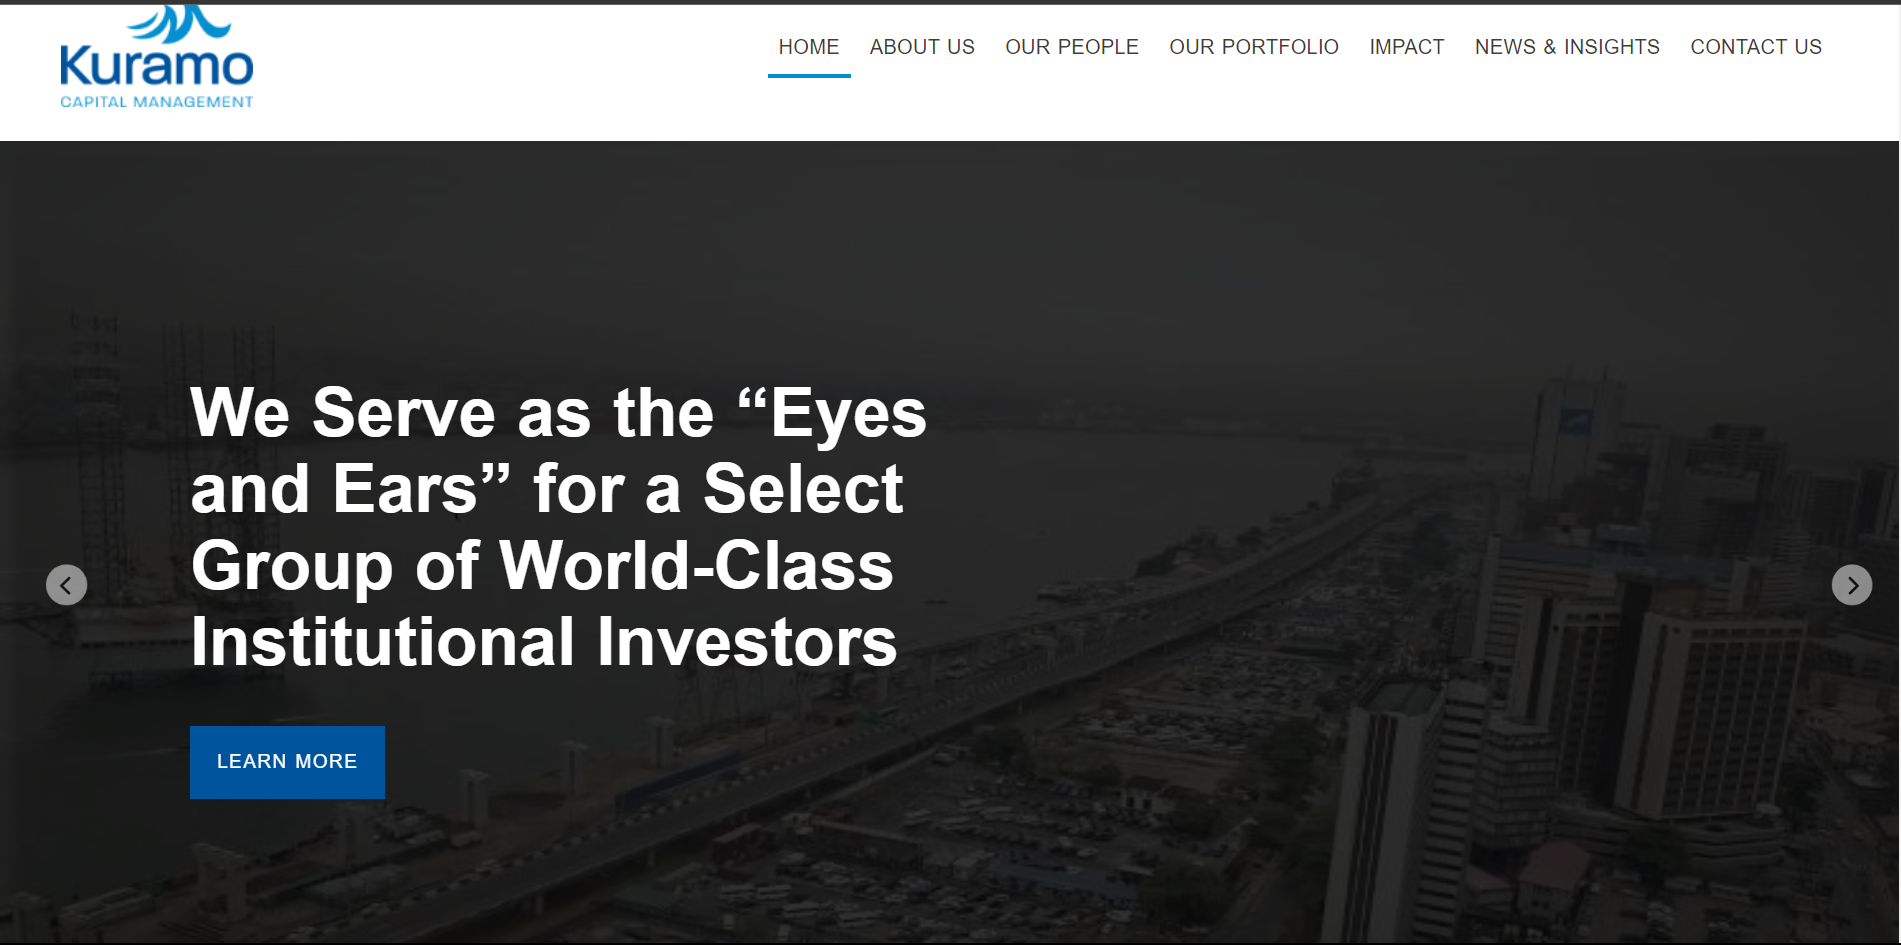 Kuramo
CAPITAL MANAGEMENT
HOME ABOUT US OUR PEOPLE OUR PORTFOLIO IMPACT NEWS & INSIGHTS CONTACT US
We Serve as the “Eyes
and Ears” for a Select
Group of World-Class
Institutional Investors
LEARN MORE